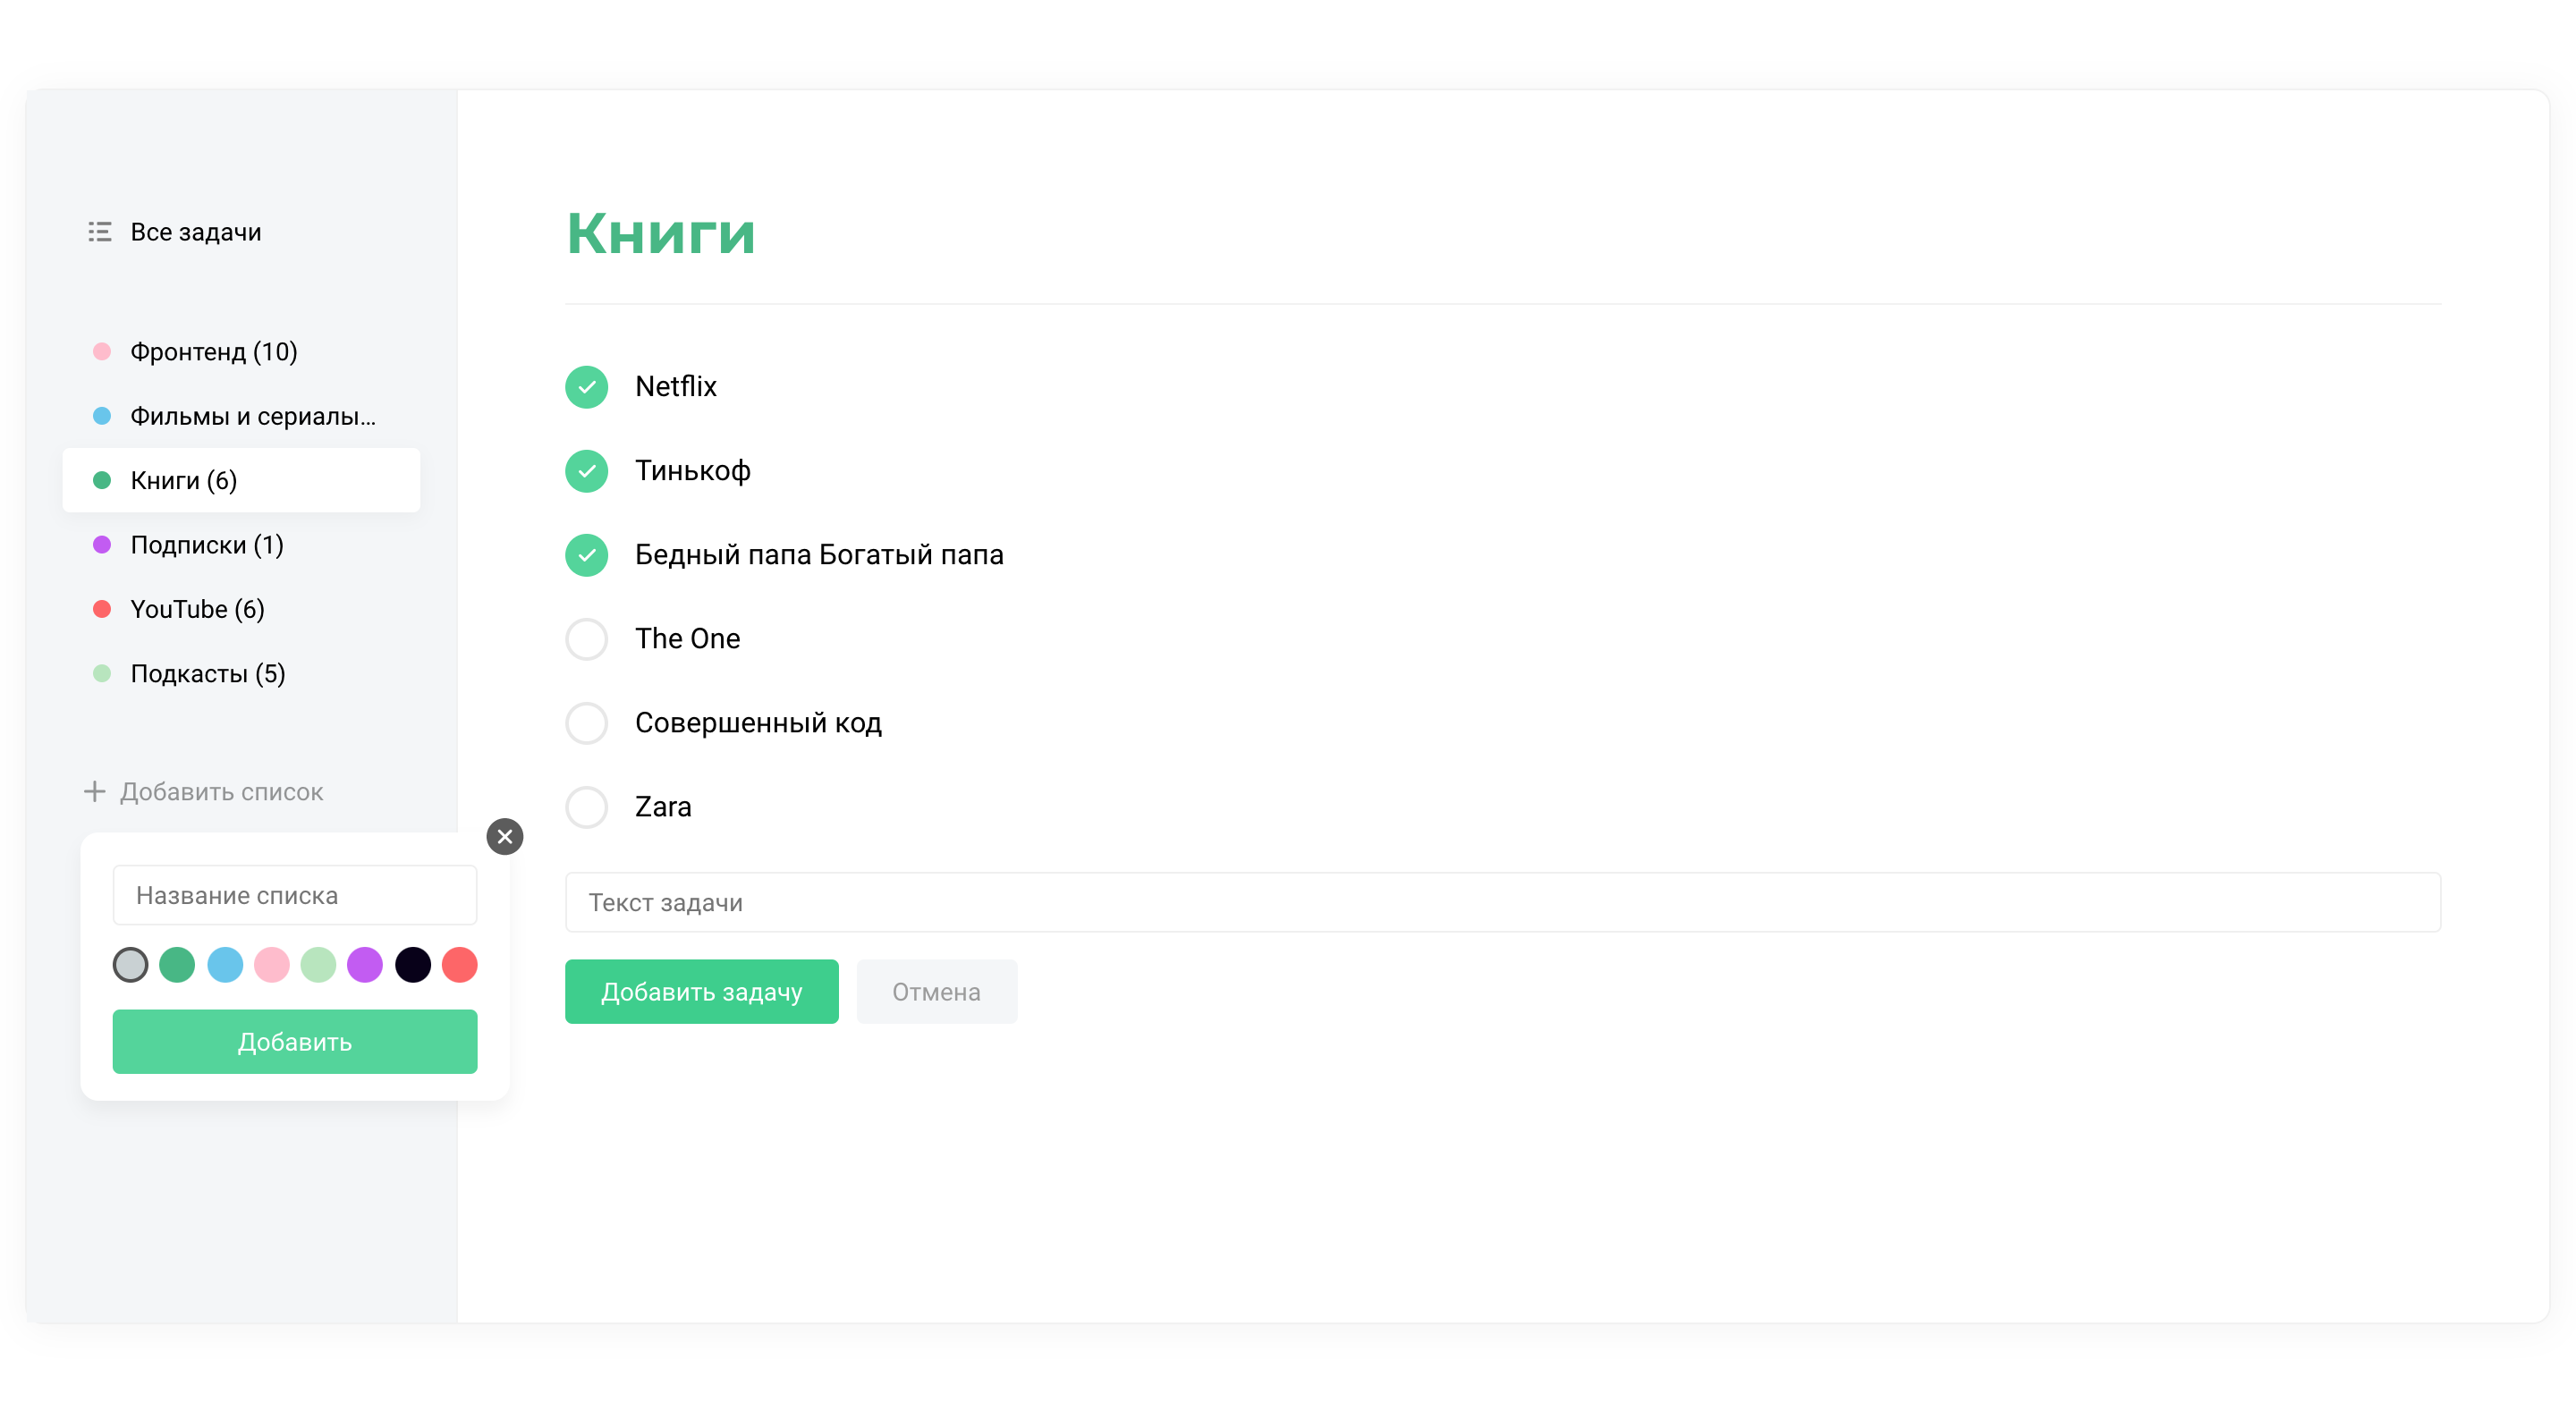 Все задачи
Фронтенд (10)
Фильмы и сериалы...
Книги (6)
Подписки (1)
YouTube (6)
Подкасты (5)
Добавить список
Название списка
Добавить
Книги
Netflix
Тинькоф
Бедный папа Богатый папа
The One
Совершенный код
Zara
Текст задачи
Добавить задачу
Отмена